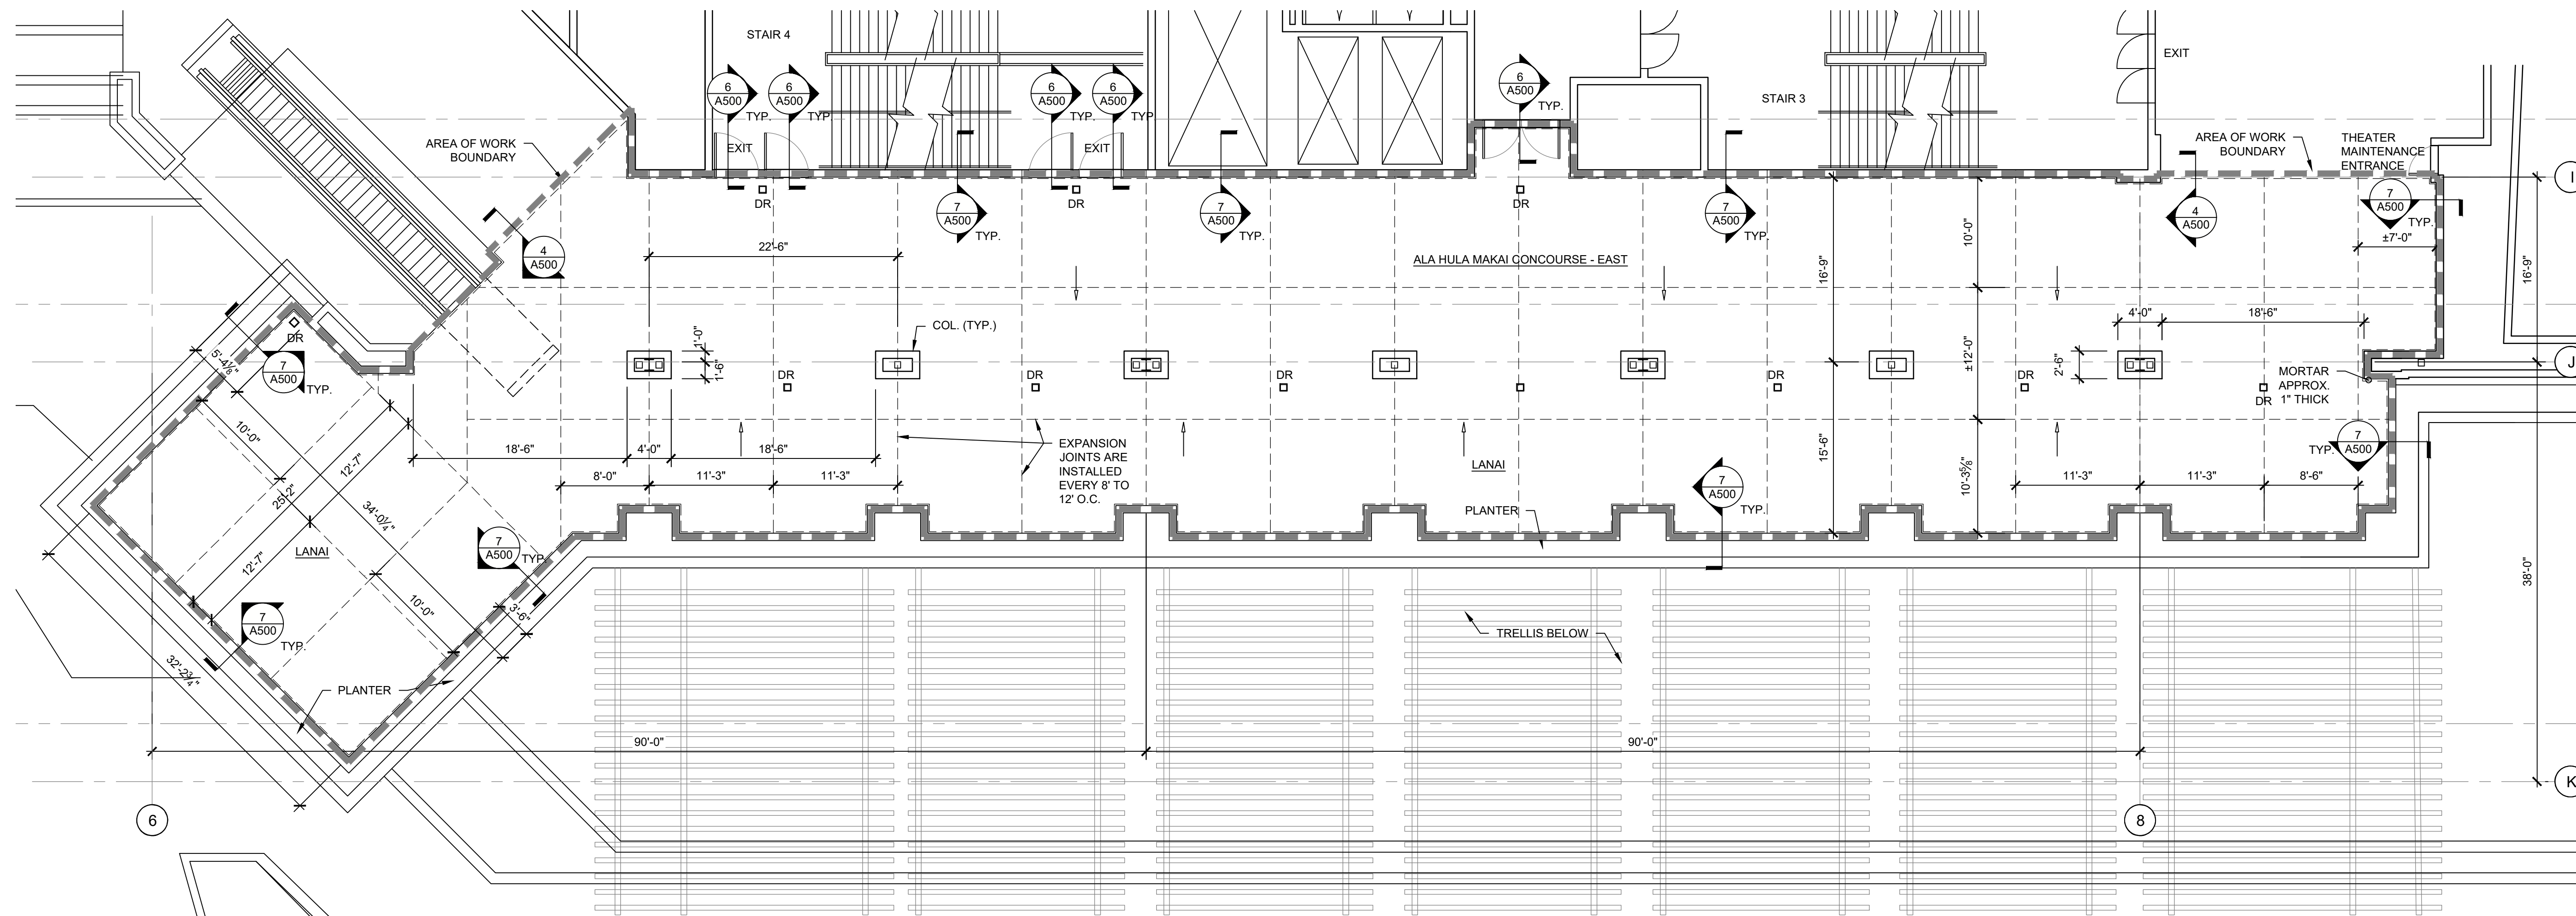 STAIR 4
EXIT
6
A500
TYP.
6
A500
TYP.
6
A500
TYP.
6
A500
TYP.
6
A500
TYP.
STAIR 3
AREA OF WORK
BOUNDARY
EXIT
EXIT
AREA OF WORK
BOUNDARY
THEATER
MAINTENANCE
ENTRANCE
I
DR
DR
DR
7
A500
TYP.
7
A500
TYP.
7
A500
TYP.
4
A500
7
A500
TYP.
4
A500
22'-6"
ALA HULA MAKAI CONCOURSE - EAST
16'-9"
10'-0"
±7'-0"
16'-9"
COL. (TYP.)
1'-0"
1'-6"
4'-0"
18'-6"
DR
5'-4⅛"
7
A500
TYP.
DR
DR
DR
DR
DR
±12'-0"
2'-6"
MORTAR
APPROX.
1" THICK
DR
J
10'-0"
12'-7"
25'-2"
34'-0¼"
12'-7"
10'-0"
LANAI
18'-6"
4'-0"
18'-6"
8'-0"
11'-3"
11'-3"
EXPANSION
JOINTS ARE
INSTALLED
EVERY 8' TO
12' O.C.
LANAI
15'-6"
10'-3⅝"
11'-3"
11'-3"
8'-6"
7
A500
TYP.
7
A500
TYP.
PLANTER
7
A500
TYP.
3'-6"
7
A500
TYP.
32'-2¾"
PLANTER
TRELLIS BELOW
38'-0"
90'-0"
90'-0"
K
6
8